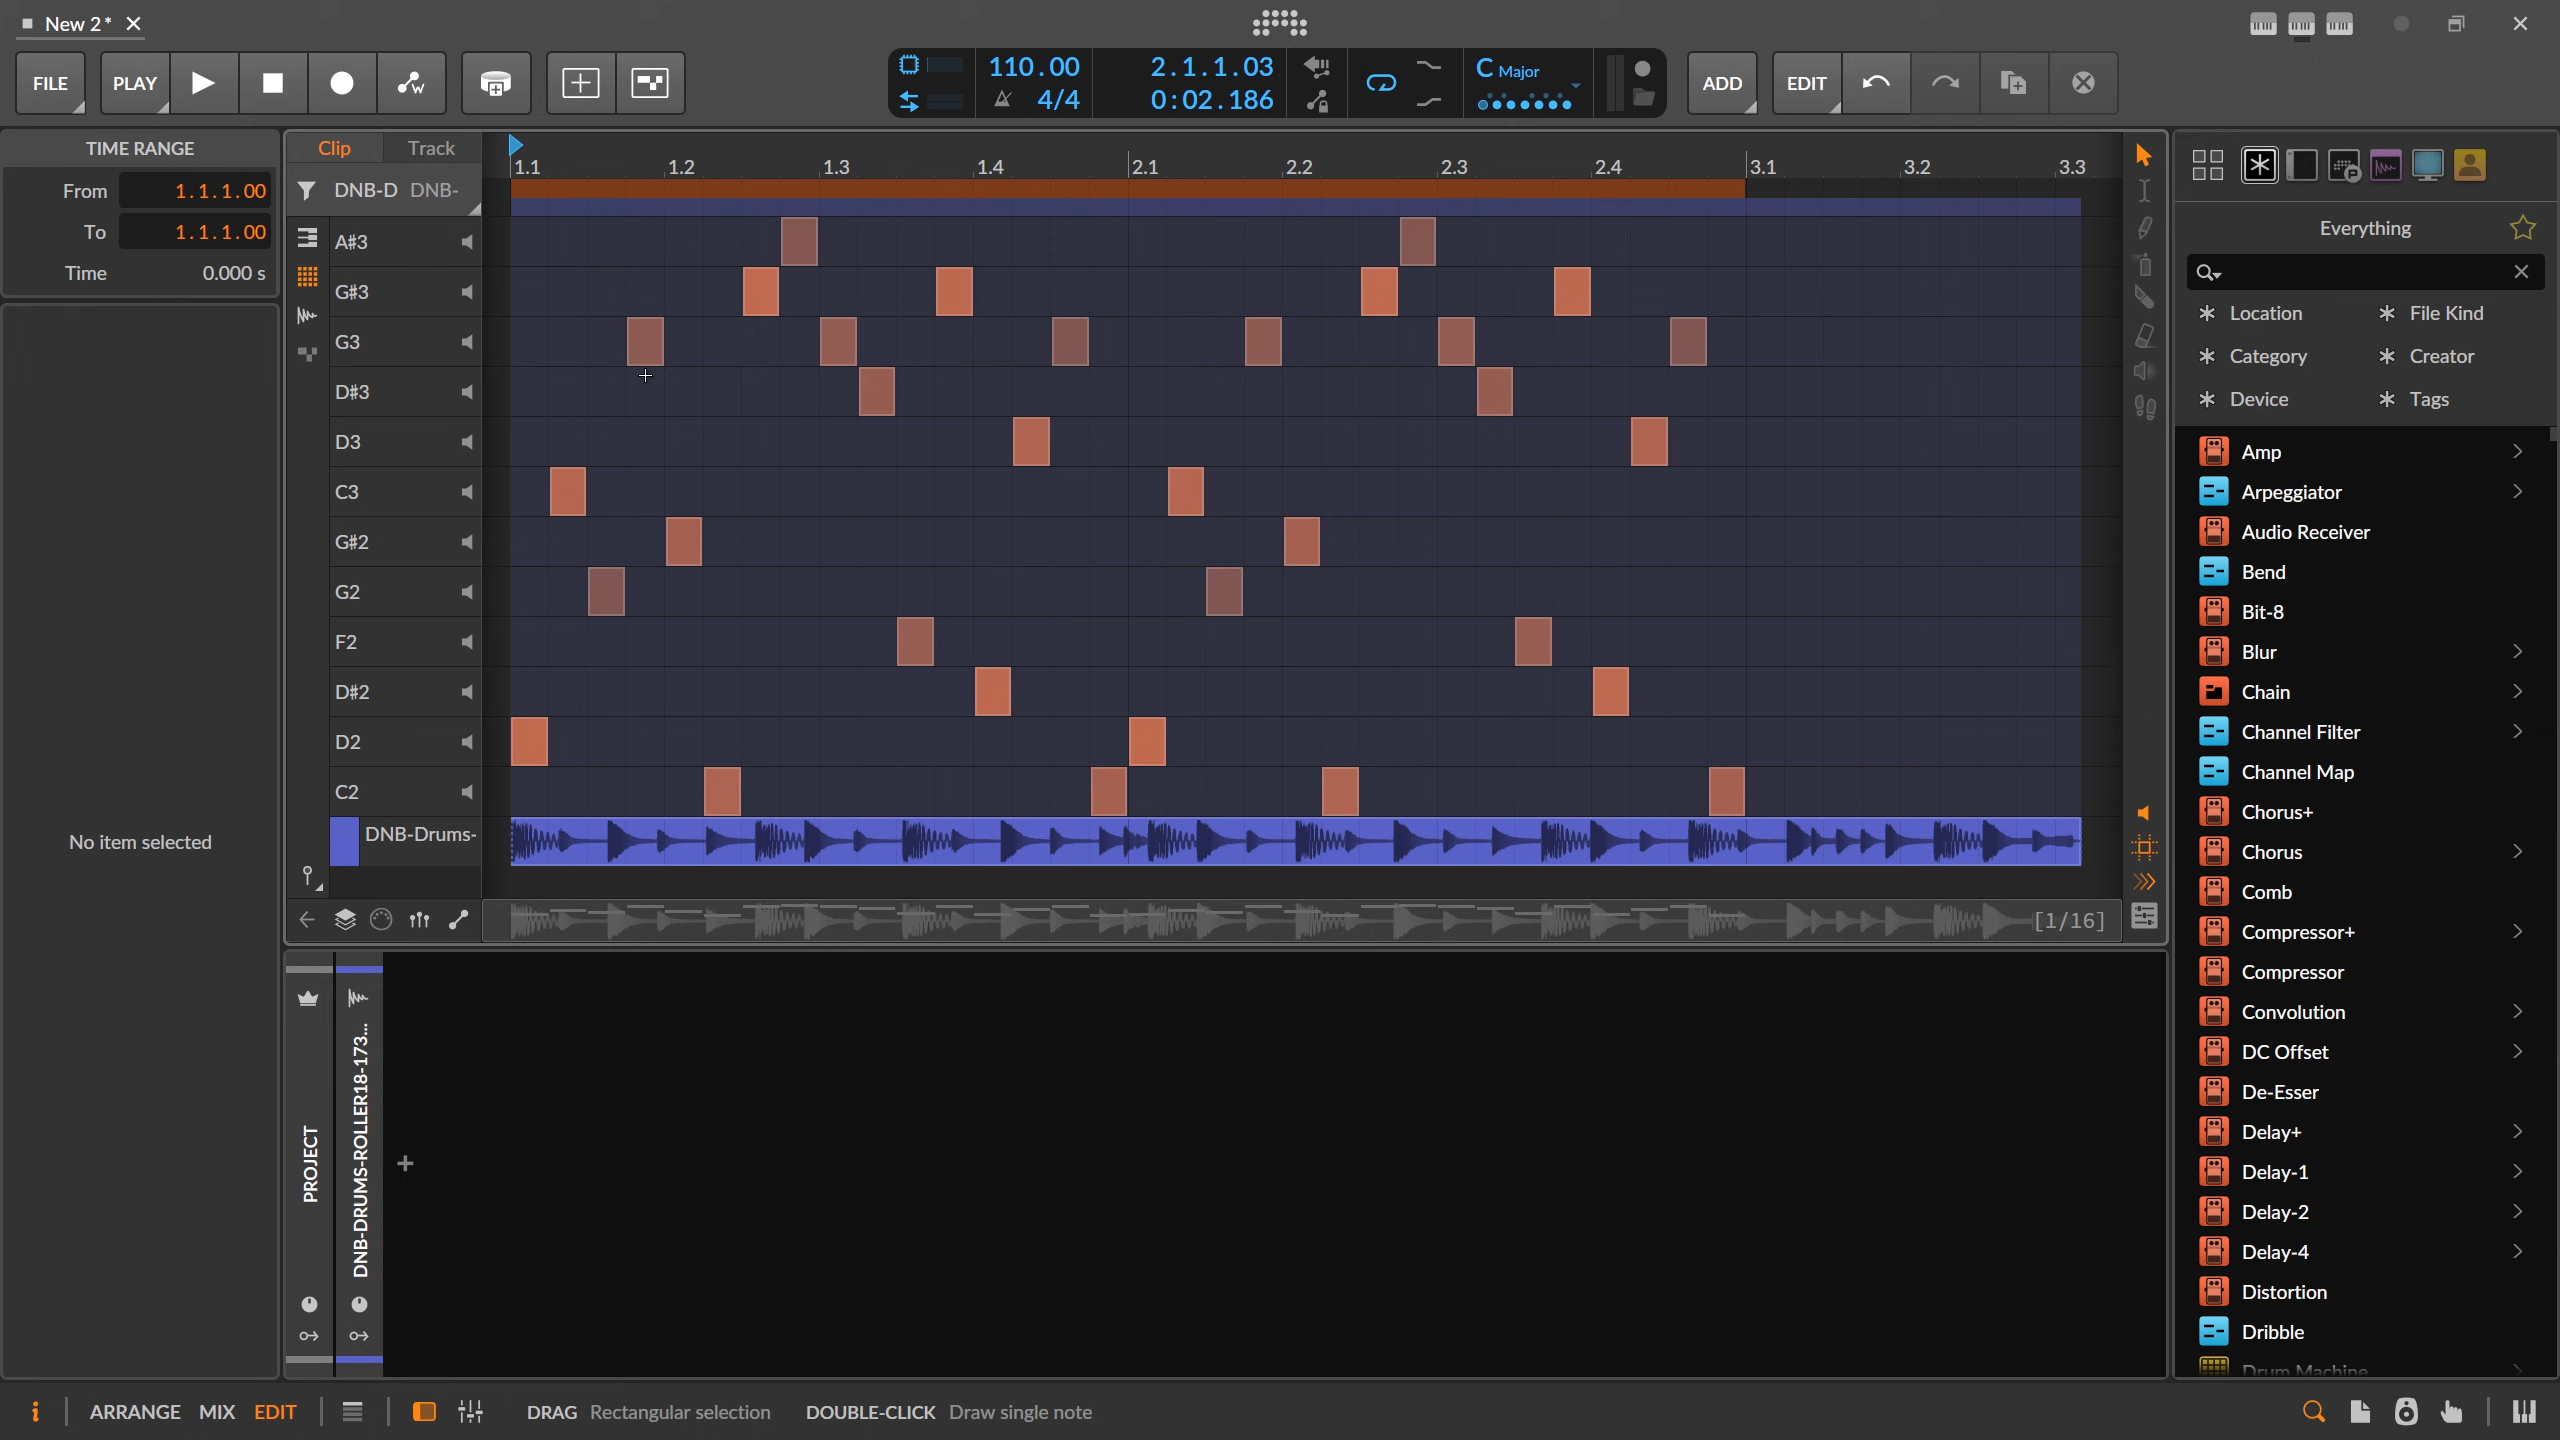 New 2*
FILE PLAY 110.00 4/4 2.1.1.03 0:02.186 C Major ADD EDIT
TIME RANGE
From 1.1.1.00
To 1.1.1.00
Time 0.000 s
No item selected
Clip Track
DNB-D DNB-
1.1 1.2 1.3 1.4 2.1 2.2 2.3 2.4 3.1 3.2 3.3
A#3
G#3
G3
D#3
D3
C3
G#2
G2
F2
D#2
D2
C2
DNB-Drums-
[1/16]
PROJECT
DNB-DRUMS-ROLLER18-173...
Everything
Location File Kind
Category Creator
Device Tags
Amp
Arpeggiator
Audio Receiver
Bend
Bit-8
Blur
Chain
Channel Filter
Channel Map
Chorus+
Chorus
Comb
Compressor+
Compressor
Convolution
DC Offset
De-Esser
Delay+
Delay-1
Delay-2
Delay-4
Distortion
Dribble
Drum Machine
i ARRANGE MIX EDIT DRAG Rectangular selection DOUBLE-CLICK Draw single note